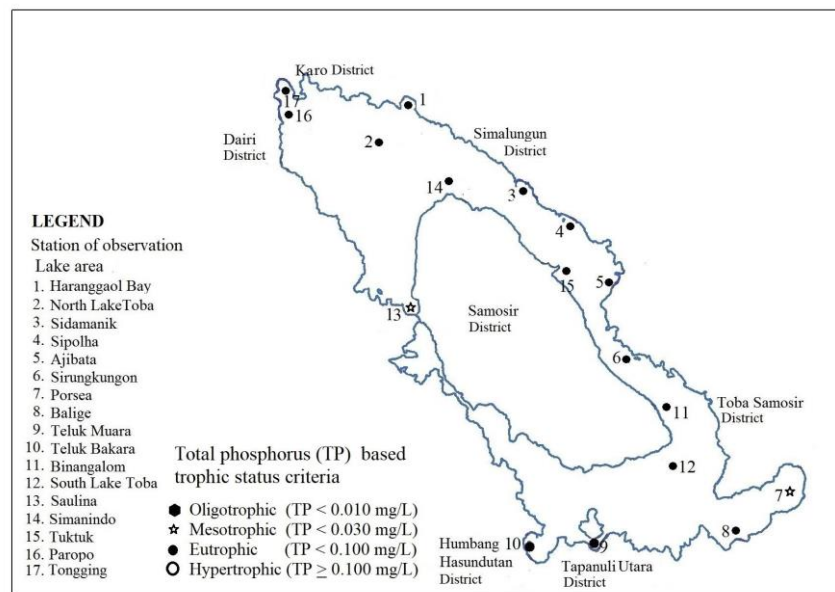 Karo District
17
16
1
Dairi
District
2
Simalungun
District
14
3
4
15
5
13
Samosir
District
6
11
Toba Samosir
District
12
7
8
10
9
Humbang
Hasundutan
District
Tapanuli Utara
District
LEGEND
Station of observation
Lake area
1. Haranggaol Bay
2. North LakeToba
3. Sidamanik
4. Sipolha
5. Ajibata
6. Sirungkungon
7. Porsea
8. Balige
9. Teluk Muara
10. Teluk Bakara
11. Binangalom
12. South Lake Toba
13. Saulina
14. Simanindo
15. Tuktuk
16. Paropo
17. Tongging
Total phosphorus (TP) based
trophic status criteria
Oligotrophic (TP < 0.010 mg/L)
Mesotrophic (TP < 0.030 mg/L)
Eutrophic (TP < 0.100 mg/L)
Hypertrophic (TP ≥ 0.100 mg/L)